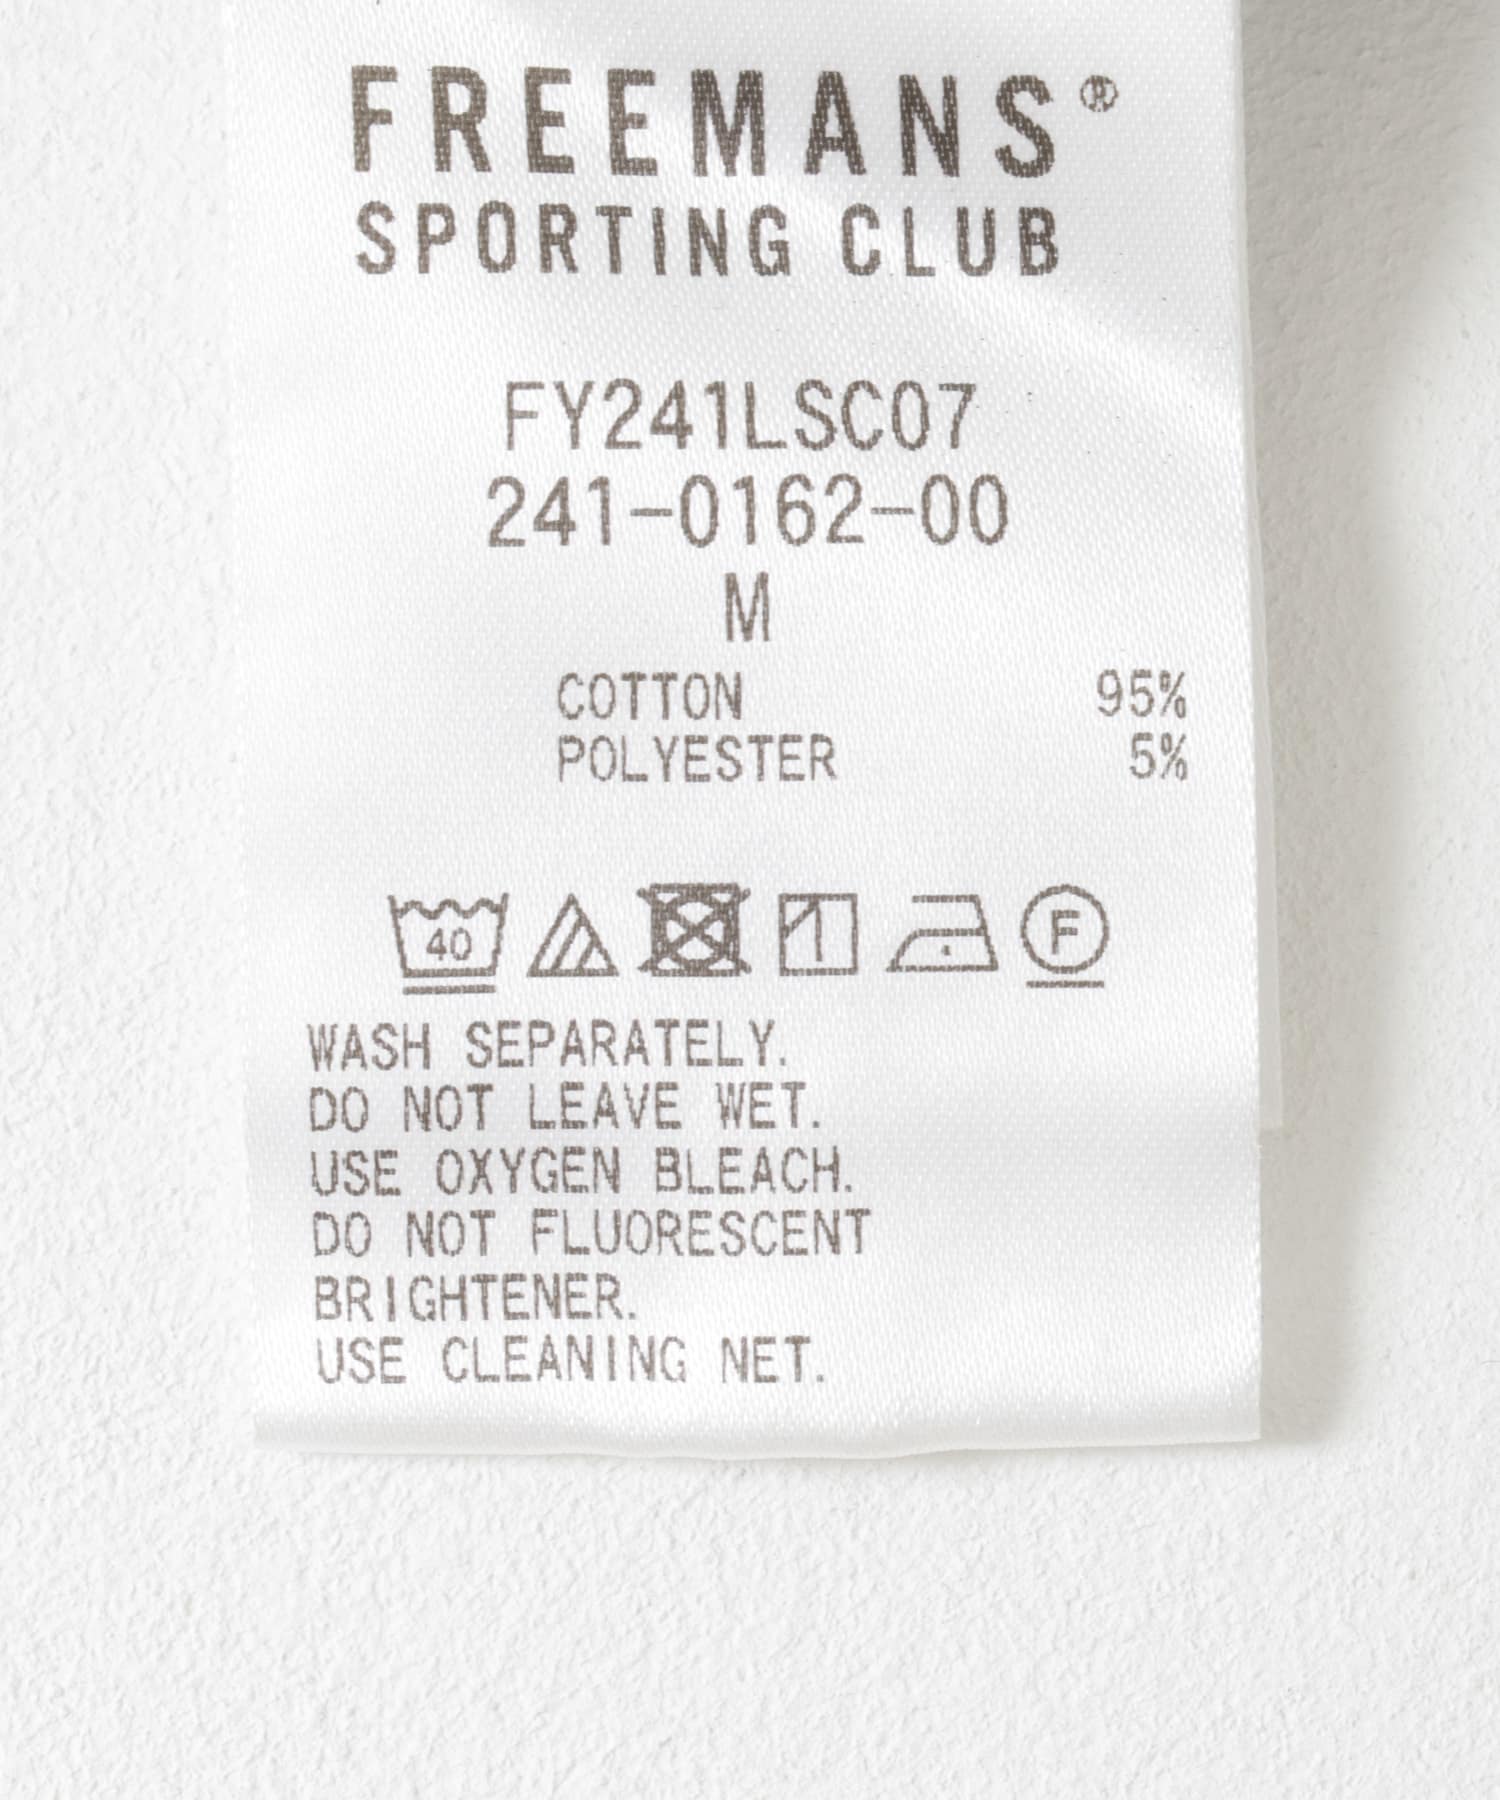 FREEMANS®
SPORTING CLUB
FY241LSC07
241-0162-00
M
COTTON 95%
POLYESTER 5%
40 F
WASH SEPARATELY.
DO NOT LEAVE WET.
USE OXYGEN BLEACH.
DO NOT FLUORESCENT
BRIGHTENER.
USE CLEANING NET.